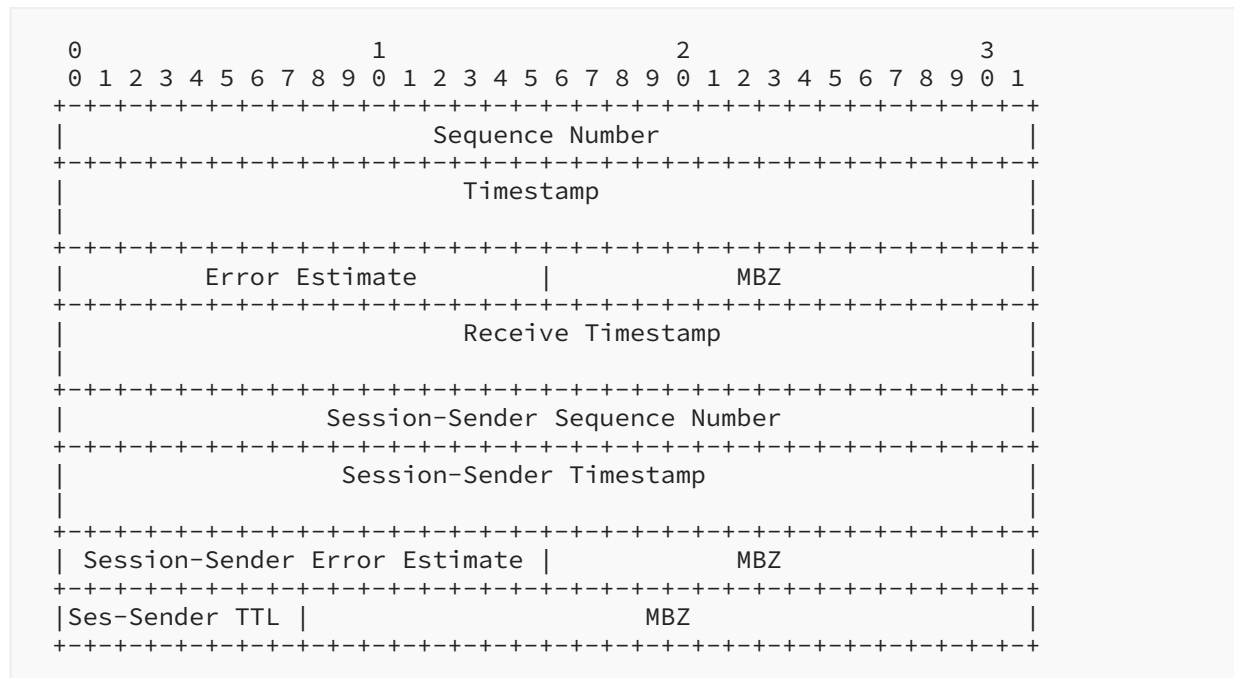 0                   1                   2                   3
 0 1 2 3 4 5 6 7 8 9 0 1 2 3 4 5 6 7 8 9 0 1 2 3 4 5 6 7 8 9 0 1
+-+-+-+-+-+-+-+-+-+-+-+-+-+-+-+-+-+-+-+-+-+-+-+-+-+-+-+-+-+-+-+-+
|                        Sequence Number                        |
+-+-+-+-+-+-+-+-+-+-+-+-+-+-+-+-+-+-+-+-+-+-+-+-+-+-+-+-+-+-+-+-+
|                          Timestamp                            |
|                                                               |
+-+-+-+-+-+-+-+-+-+-+-+-+-+-+-+-+-+-+-+-+-+-+-+-+-+-+-+-+-+-+-+-+
|         Error Estimate        |            MBZ                |
+-+-+-+-+-+-+-+-+-+-+-+-+-+-+-+-+-+-+-+-+-+-+-+-+-+-+-+-+-+-+-+-+
|                          Receive Timestamp                    |
|                                                               |
+-+-+-+-+-+-+-+-+-+-+-+-+-+-+-+-+-+-+-+-+-+-+-+-+-+-+-+-+-+-+-+-+
|                 Session-Sender Sequence Number                |
+-+-+-+-+-+-+-+-+-+-+-+-+-+-+-+-+-+-+-+-+-+-+-+-+-+-+-+-+-+-+-+-+
|                  Session-Sender Timestamp                     |
|                                                               |
+-+-+-+-+-+-+-+-+-+-+-+-+-+-+-+-+-+-+-+-+-+-+-+-+-+-+-+-+-+-+-+-+
| Session-Sender Error Estimate |            MBZ                |
+-+-+-+-+-+-+-+-+-+-+-+-+-+-+-+-+-+-+-+-+-+-+-+-+-+-+-+-+-+-+-+-+
|Ses-Sender TTL |                      MBZ                      |
+-+-+-+-+-+-+-+-+-+-+-+-+-+-+-+-+-+-+-+-+-+-+-+-+-+-+-+-+-+-+-+-+